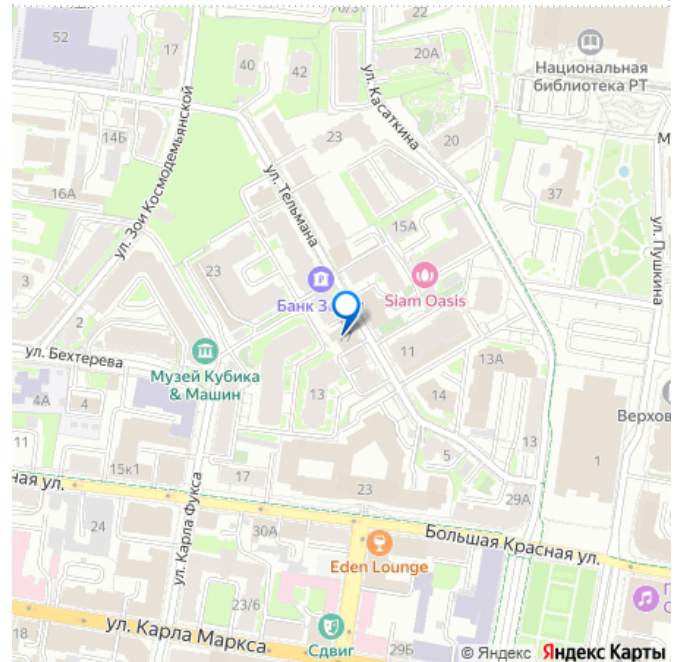 52
17
40
42
20А
22
Национальная
библиотека РТ
14Б
ул. Касаткина
23
20
М
16А
ул. Зои Космодемьянской
ул. Тельмана
37
15А
ул. Пушкина
3
23
Банк З
Siam Oasis
2
ул. Бехтерева
Музей Кубика
& Машин
11
13А
4А
4
13
14
Верхов
11
15к1
17
5
13
1
ная ул.
23
29А
24
ул. Карла Фукса
30А
Большая Красная ул.
Eden Lounge
23/6
ул. Карла Маркса
18
Сдвиг
29Б
© Яндекс Яндекс Карты